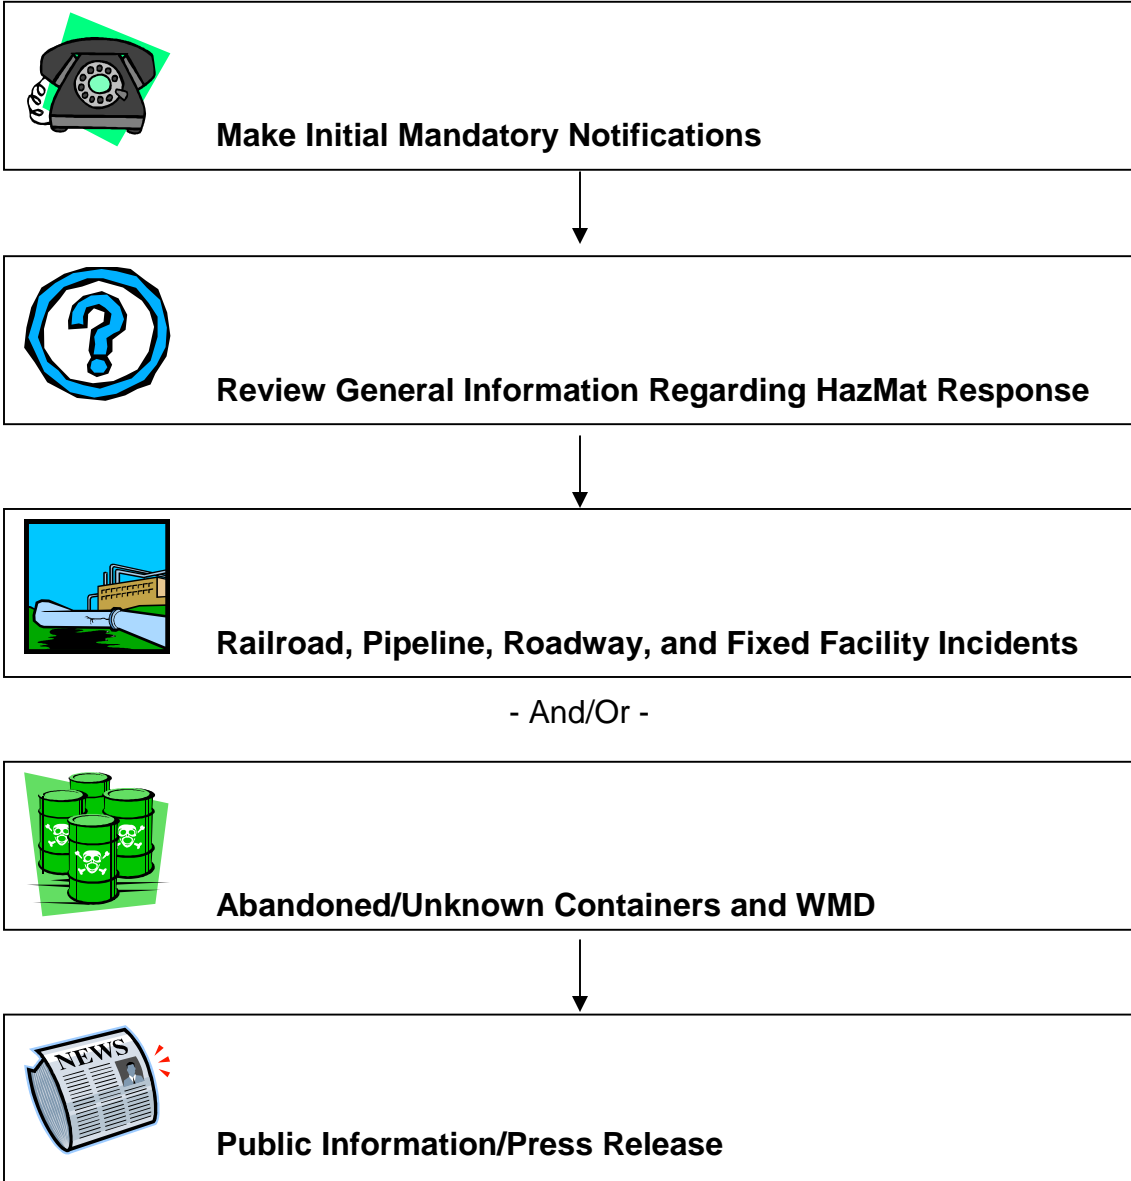 Make Initial Mandatory Notifications
Review General Information Regarding HazMat Response
Railroad, Pipeline, Roadway, and Fixed Facility Incidents
- And/Or -
Abandoned/Unknown Containers and WMD
NEWS
Public Information/Press Release